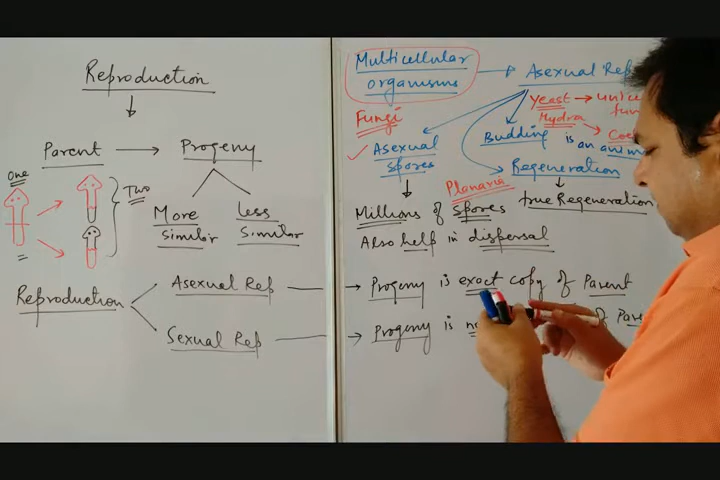 Reproduction
Parent → Progeny
One
Two
More
Similar
less
Similar
Reproduction
Asexual Rep
Sexual Rep
Multicellular
organisms
Asexual Rep
Fungi
Yeast →
Hydra
Asexual
spores
Budding is
an
Regeneration
Planaria
Millions of spores
true Regeneration
Also help in dispersal
→ Progeny is exact copy of Parent
→ Progeny is
of